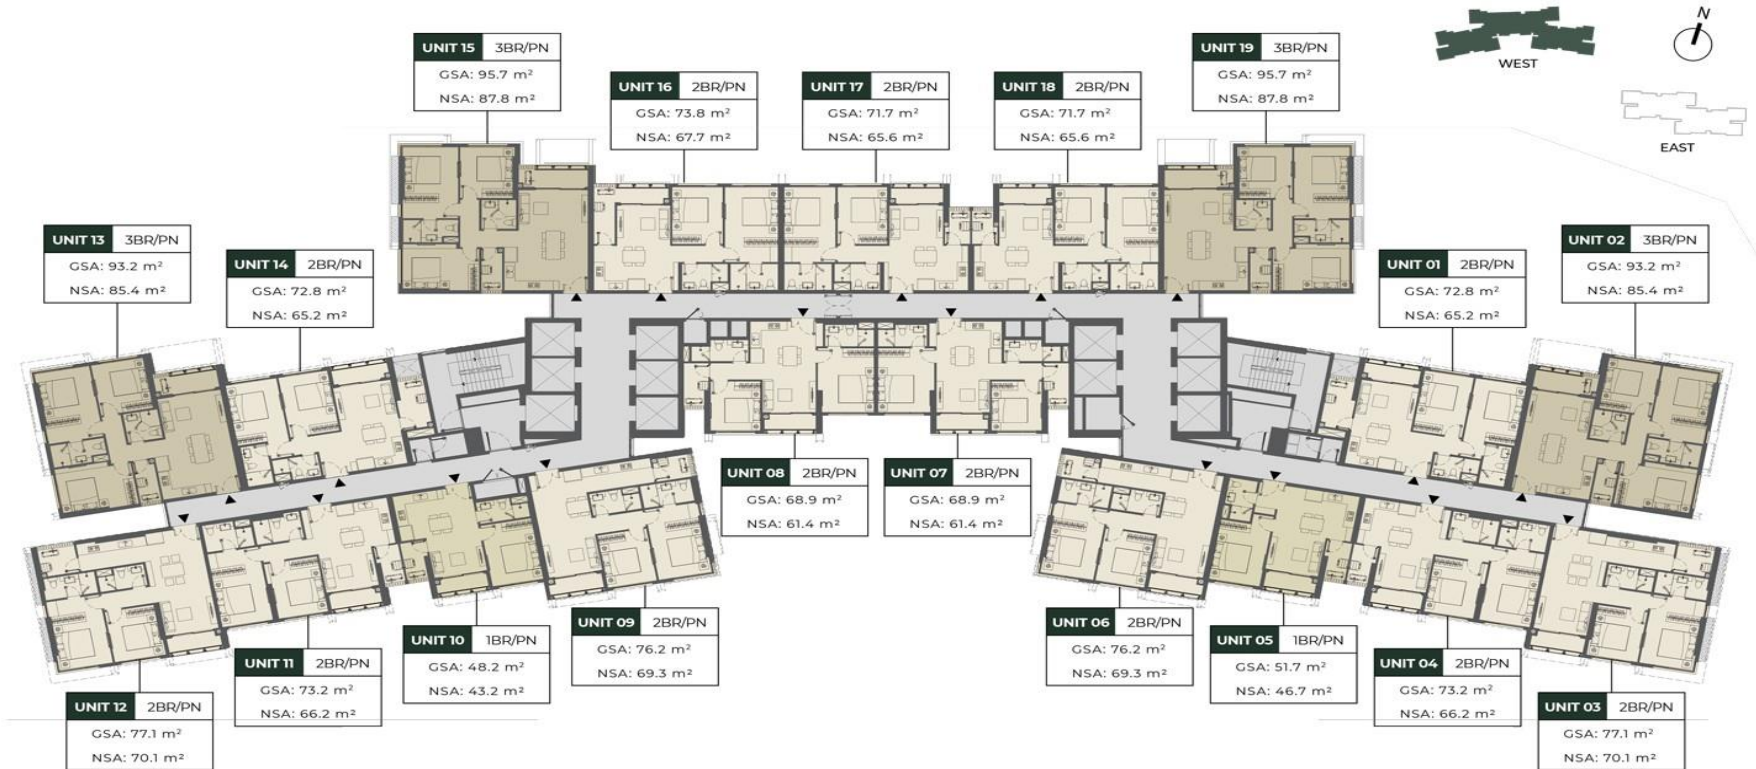 N
WEST
EAST
UNIT 15 3BR/PN
GSA: 95.7 m²
NSA: 87.8 m²
UNIT 16 2BR/PN
GSA: 73.8 m²
NSA: 67.7 m²
UNIT 17 2BR/PN
GSA: 71.7 m²
NSA: 65.6 m²
UNIT 18 2BR/PN
GSA: 71.7 m²
NSA: 65.6 m²
UNIT 19 3BR/PN
GSA: 95.7 m²
NSA: 87.8 m²
UNIT 13 3BR/PN
GSA: 93.2 m²
NSA: 85.4 m²
UNIT 14 2BR/PN
GSA: 72.8 m²
NSA: 65.2 m²
UNIT 01 2BR/PN
GSA: 72.8 m²
NSA: 65.2 m²
UNIT 02 3BR/PN
GSA: 93.2 m²
NSA: 85.4 m²
UNIT 08 2BR/PN
GSA: 68.9 m²
NSA: 61.4 m²
UNIT 07 2BR/PN
GSA: 68.9 m²
NSA: 61.4 m²
UNIT 12 2BR/PN
GSA: 77.1 m²
NSA: 70.1 m²
UNIT 11 2BR/PN
GSA: 73.2 m²
NSA: 66.2 m²
UNIT 10 1BR/PN
GSA: 48.2 m²
NSA: 43.2 m²
UNIT 09 2BR/PN
GSA: 76.2 m²
NSA: 69.3 m²
UNIT 06 2BR/PN
GSA: 76.2 m²
NSA: 69.3 m²
UNIT 05 1BR/PN
GSA: 51.7 m²
NSA: 46.7 m²
UNIT 04 2BR/PN
GSA: 73.2 m²
NSA: 66.2 m²
UNIT 03 2BR/PN
GSA: 77.1 m²
NSA: 70.1 m²